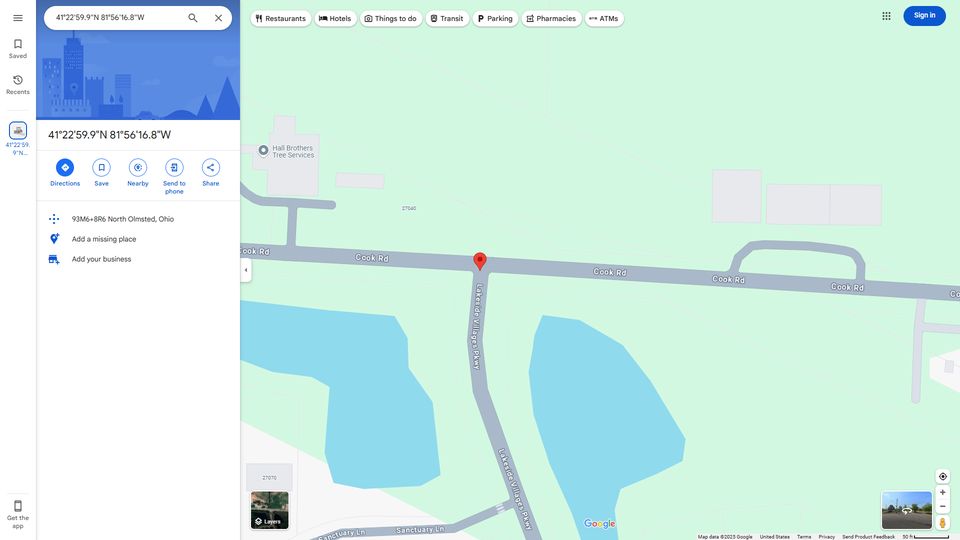 41°22'59.9"N 81°56'16.8"W
Restaurants
Hotels
Things to do
Transit
Parking
Pharmacies
ATMs
Sign in
Saved
Recents
41°22'59.
9"N...
41°22'59.9"N 81°56'16.8"W
Directions
Save
Nearby
Send to
phone
Share
93M6+8R6 North Olmsted, Ohio
Add a missing place
Add your business
Get the
app
Hall Brothers
Tree Services
27040
Cook Rd
Cook Rd
Cook Rd
Cook Rd
Cook Rd
Co
Lakeside Villages Pkwy
Lakeside Villages Pkwy
27070
Sanctuary Ln
Sanctuary Ln
Layers
Google
Map data ©2025 Google
United States
Terms
Privacy
Send Product Feedback
50 ft